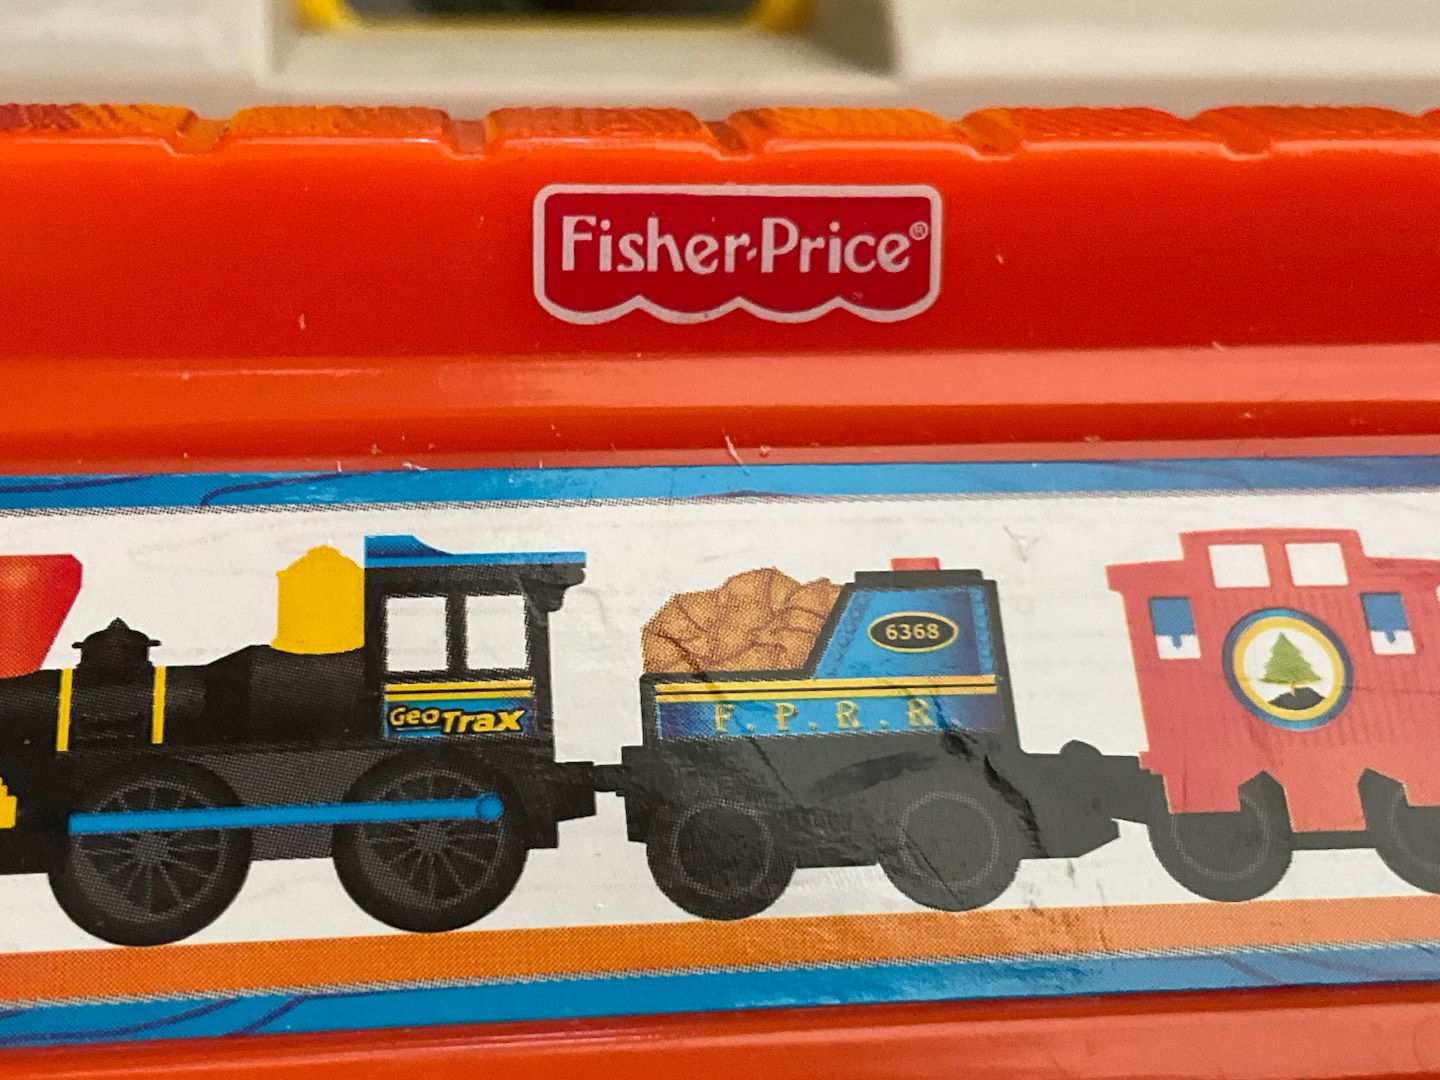 Fisher-Price®
6368
GeoTrax
F. P. R. R.